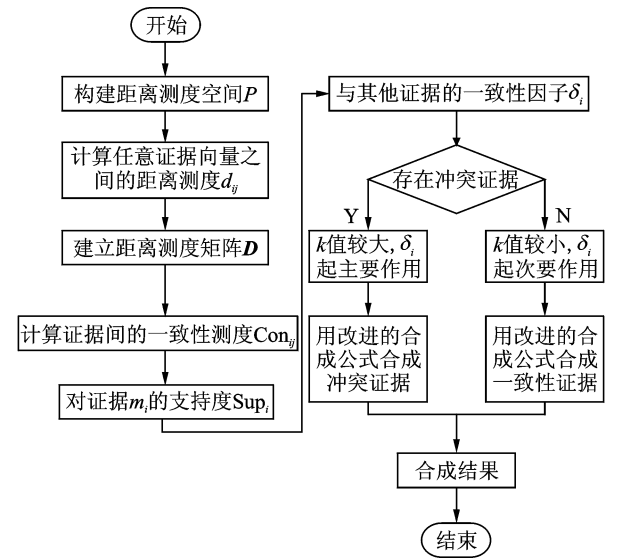 开始
构建距离测度空间P
计算任意证据向量之
间的距离测度dij
建立距离测度矩阵D
计算证据间的一致性测度Conij
对证据mi的支持度Supi
与其他证据的一致性因子δi
存在冲突证据
Y
N
k值较大, δi
起主要作用
k值较小, δi
起次要作用
用改进的合
成公式合成
冲突证据
用改进的合
成公式合成
一致性证据
合成结果
结束